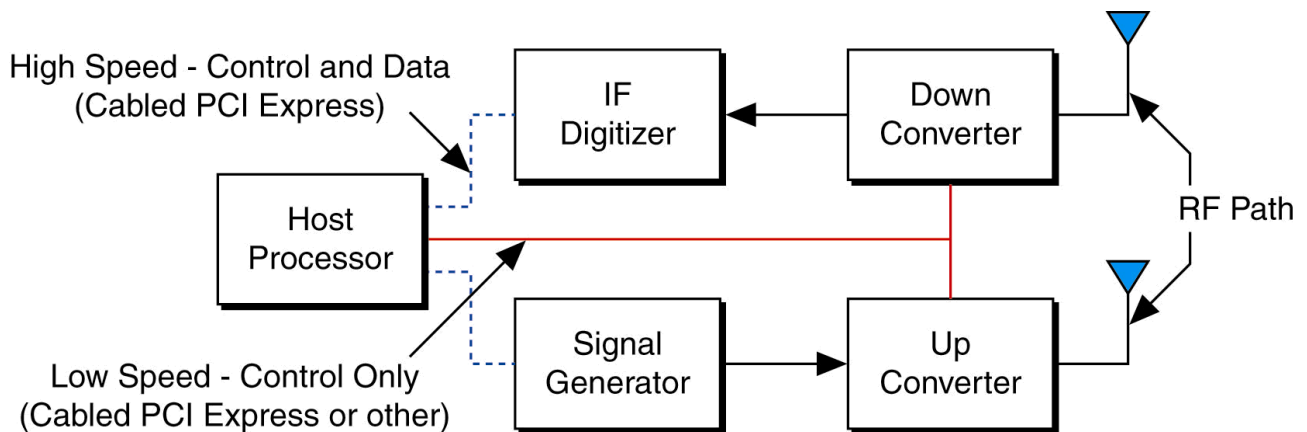 High Speed - Control and Data
(Cabled PCI Express)
IF
Digitizer
Down
Converter
Host
Processor
RF Path
Signal
Generator
Up
Converter
Low Speed - Control Only
(Cabled PCI Express or other)